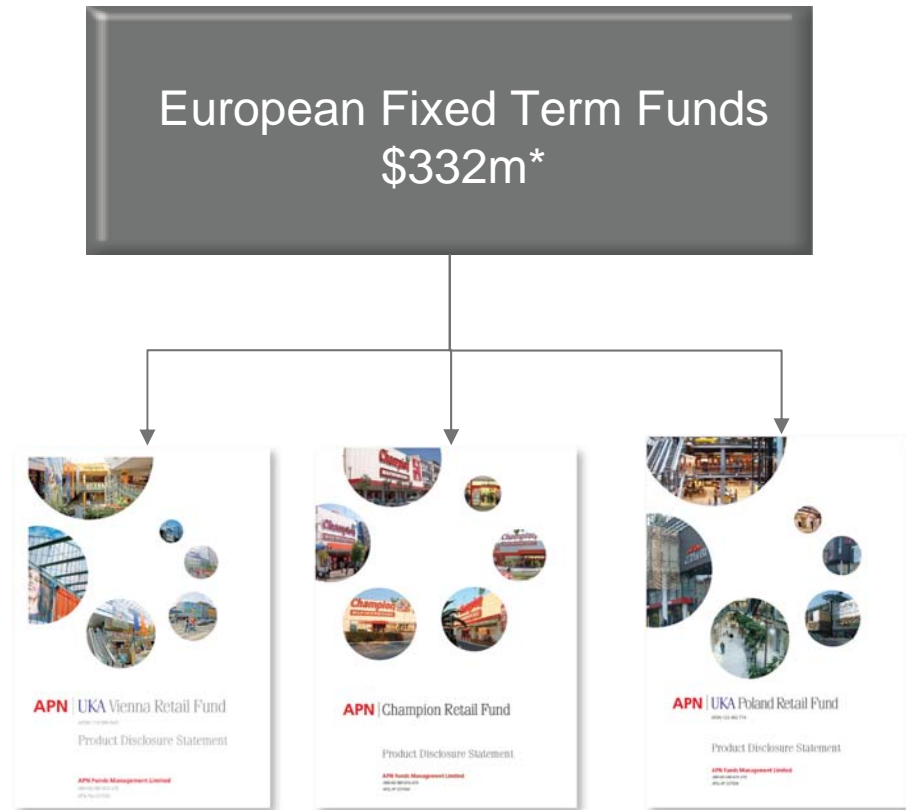 European Fixed Term Funds
$332m*
APN | UKA Vienna Retail Fund
Product Disclosure Statement
APN Funds Management Limited
APN | Champion Retail Fund
Product Disclosure Statement
APN Funds Management Limited
APN | UKA Poland Retail Fund
Product Disclosure Statement
APN Funds Management Limited